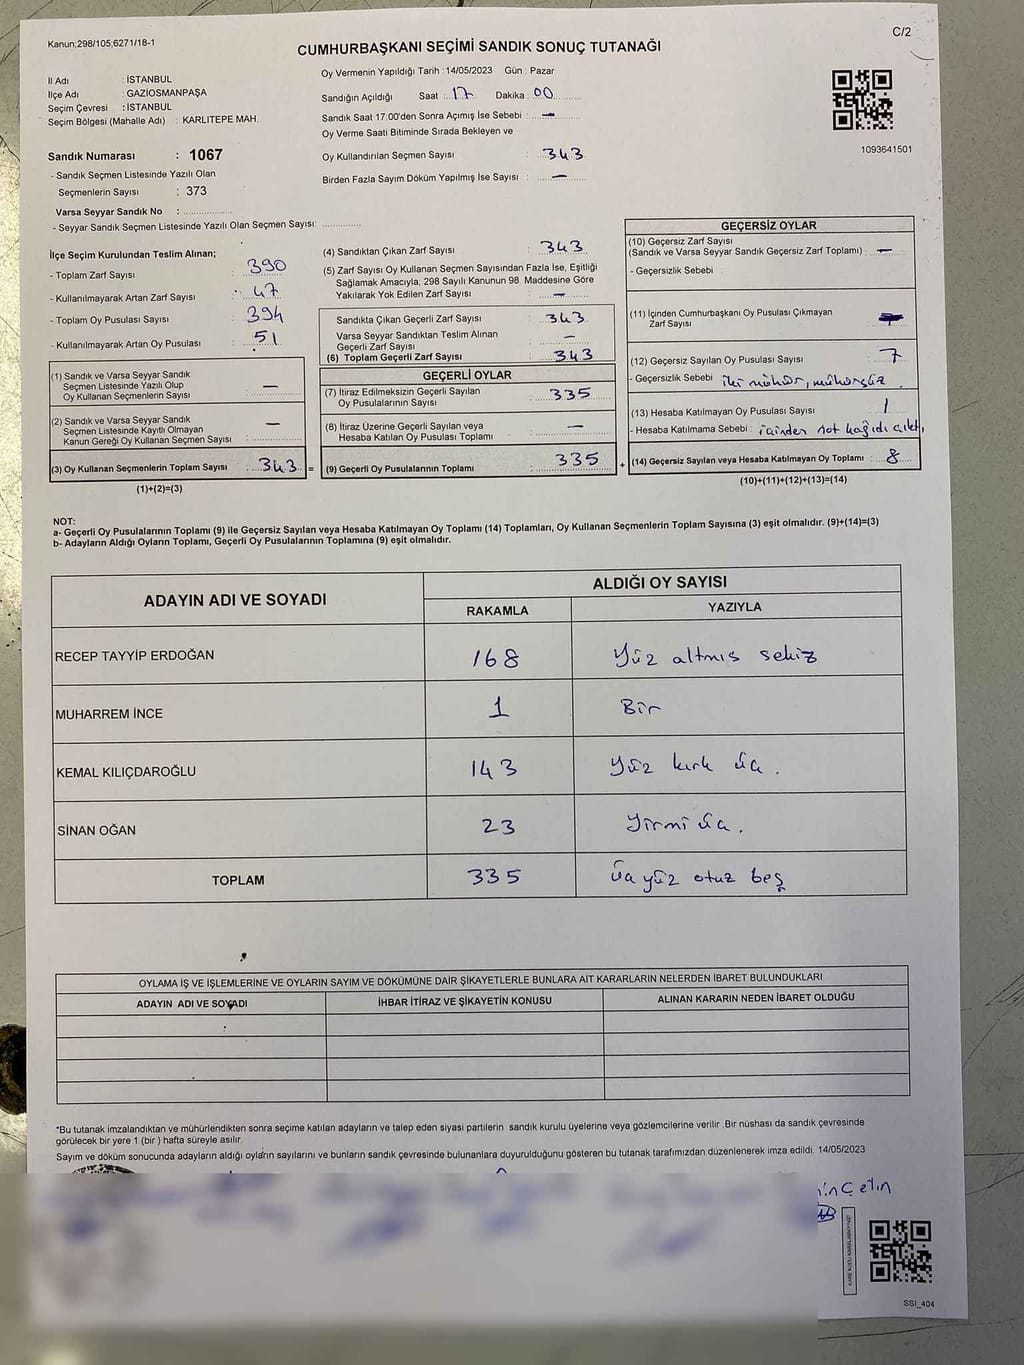 Kanun;298/105;6271/18-1
C/2
CUMHURBAŞKANI SEÇİMİ SANDIK SONUÇ TUTANAĞI
İl Adı : İSTANBUL
İlçe Adı : GAZİOSMANPAŞA
Seçim Çevresi : İSTANBUL
Seçim Bölgesi (Mahalle Adı) : KARLITEPE MAH.
Sandık Numarası : 1067
- Sandık Seçmen Listesinde Yazılı Olan
Seçmenlerin Sayısı : 373
Varsa Seyyar Sandık No :
- Seyyar Sandık Seçmen Listesinde Yazılı Olan Seçmen Sayısı:
Oy Vermenin Yapıldığı Tarih : 14/05/2023 Gün : Pazar
Sandığın Açıldığı Saat : 17 Dakika : 00
Sandık Saat 17:00'den Sonra Açımış İse Sebebi : —
Oy Verme Saati Bitiminde Sırada Bekleyen ve
Oy Kullandırılan Seçmen Sayısı : 343
Birden Fazla Sayım Döküm Yapılmış İse Sayısı : —
1093641501
İlçe Seçim Kurulundan Teslim Alınan;
- Toplam Zarf Sayısı : 390
- Kullanılmayarak Artan Zarf Sayısı : 47
- Toplam Oy Pusulası Sayısı : 394
- Kullanılmayarak Artan Oy Pusulası : 51
(1) Sandık ve Varsa Seyyar Sandık
Seçmen Listesinde Yazılı Olup
Oy Kullanan Seçmenlerin Sayısı : —
(2) Sandık ve Varsa Seyyar Sandık
Seçmen Listesinde Kayıtlı Olmayan
Kanun Gereği Oy Kullanan Seçmen Sayısı : —
(3) Oy Kullanan Seçmenlerin Toplam Sayısı : 343 =
(1)+(2)=(3)
(4) Sandıktan Çıkan Zarf Sayısı : 343
(5) Zarf Sayısı Oy Kullanan Seçmen Sayısından Fazla İse, Eşitliği
Sağlamak Amacıyla; 298 Sayılı Kanunun 98. Maddesine Göre
Yakılarak Yok Edilen Zarf Sayısı : —
Sandıkta Çıkan Geçerli Zarf Sayısı : 343
Varsa Seyyar Sandıktan Teslim Alınan
Geçerli Zarf Sayısı : —
(6) Toplam Geçerli Zarf Sayısı : 343
GEÇERLİ OYLAR
(7) İtiraz Edilmeksizin Geçerli Sayılan
Oy Pusulalarının Sayısı : 335
(8) İtiraz Üzerine Geçerli Sayılan veya
Hesaba Katılan Oy Pusulası Toplamı : —
(9) Geçerli Oy Pusulalarının Toplamı : 335 +
GEÇERSİZ OYLAR
(10) Geçersiz Zarf Sayısı
(Sandık ve Varsa Seyyar Sandık Geçersiz Zarf Toplamı) : —
- Geçersizlik Sebebi :
(11) İçinden Cumhurbaşkanı Oy Pusulası Çıkmayan
Zarf Sayısı
(12) Geçersiz Sayılan Oy Pusulası Sayısı : 7
- Geçersizlik Sebebi : iki mühür, mühürsüz
(13) Hesaba Katılmayan Oy Pusulası Sayısı : 1
- Hesaba Katılmama Sebebi : içinden not kağıdı çıktı
(14) Geçersiz Sayılan veya Hesaba Katılmayan Oy Toplamı : 8
(10)+(11)+(12)+(13)=(14)
NOT:
a- Geçerli Oy Pusulalarının Toplamı (9) ile Geçersiz Sayılan veya Hesaba Katılmayan Oy Toplamı (14) Toplamları, Oy Kullanan Seçmenlerin Toplam Sayısına (3) eşit olmalıdır. (9)+(14)=(3)
b- Adayların Aldığı Oyların Toplamı, Geçerli Oy Pusulalarının Toplamına (9) eşit olmalıdır.
ADAYIN ADI VE SOYADI ALDIĞI OY SAYISI
RAKAMLA YAZIYLA
RECEP TAYYİP ERDOĞAN 168 Yüz altmıs sekiz
MUHARREM İNCE 1 Bir
KEMAL KILIÇDAROĞLU 143 Yüz kırk üç.
SİNAN OĞAN 23 Yirmi üç.
TOPLAM 335 üç yüz otuz beş
OYLAMA İŞ VE İŞLEMLERİNE VE OYLARIN SAYIM VE DÖKÜMÜNE DAİR ŞİKAYETLERLE BUNLARA AİT KARARLARIN NELERDEN İBARET BULUNDUKLARI
ADAYIN ADI VE SOYADI İHBAR İTİRAZ VE ŞİKAYETİN KONUSU ALINAN KARARIN NEDEN İBARET OLDUĞU
*Bu tutanak imzalandıktan ve mühürlendikten sonra seçime katılan adayların ve talep eden siyasi partilerin sandık kurulu üyelerine veya gözlemcilerine verilir. Bir nüshası da sandık çevresinde
görülecek bir yere 1 (bir) hafta süreyle asılır.
Sayım ve döküm sonucunda adayların aldığı oyların sayılarını ve bunların sandık çevresinde bulunanlara duyurulduğunu gösteren bu tutanak tarafımızdan düzenlenerek imza edildi. 14/05/2023
Çetin
SSI_404